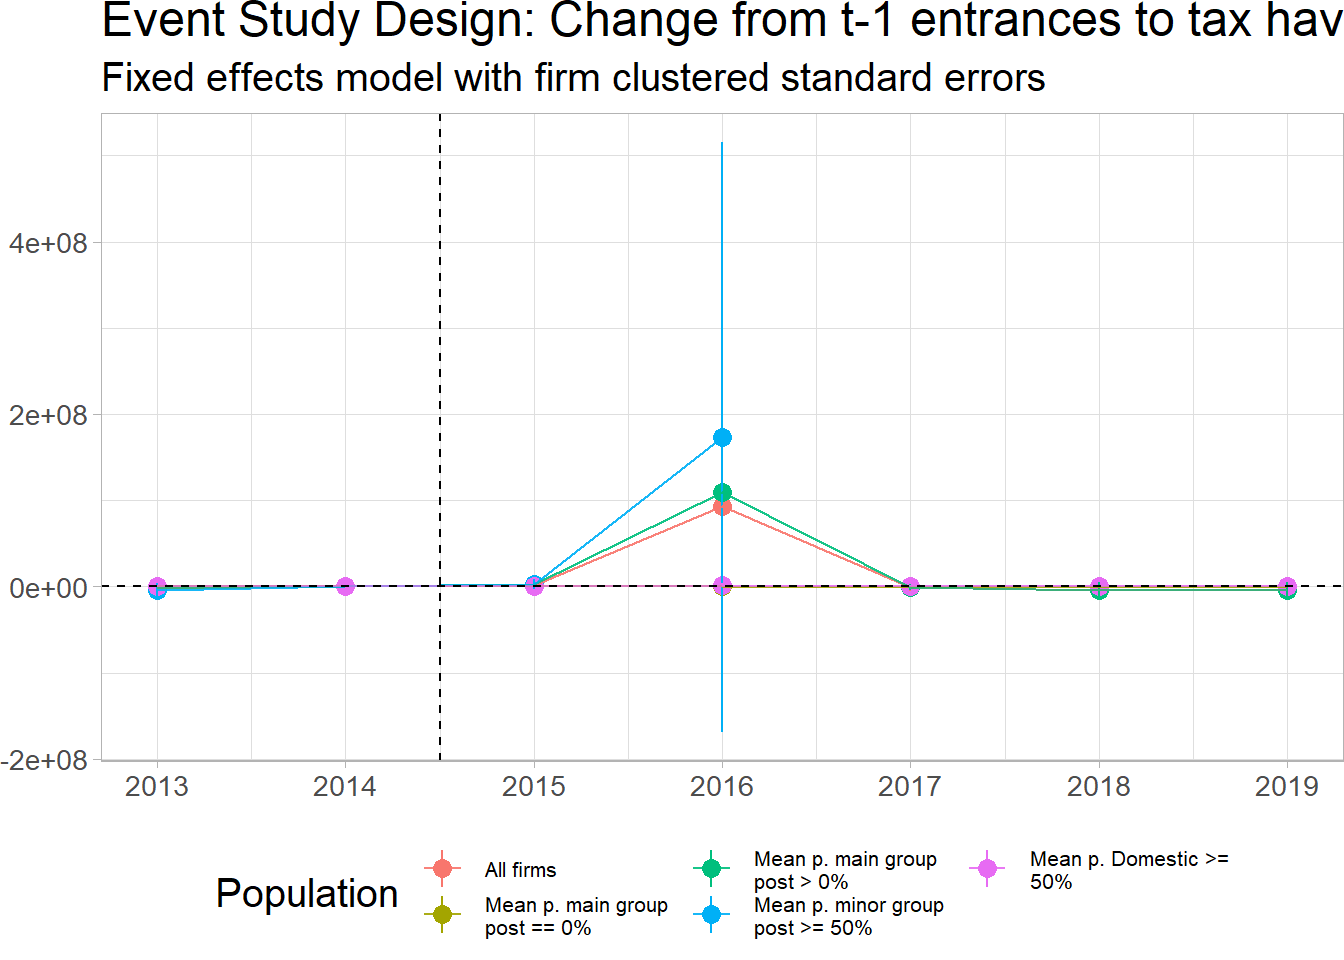 Event Study Design: Change from t-1 entrances to tax hav
Fixed effects model with firm clustered standard errors
4e+08
2e+08
0e+00
-2e+08
2013 2014 2015 2016 2017 2018 2019
Population
All firms
Mean p. main group
post == 0%
Mean p. main group
post > 0%
Mean p. minor group
post >= 50%
Mean p. Domestic >=
50%